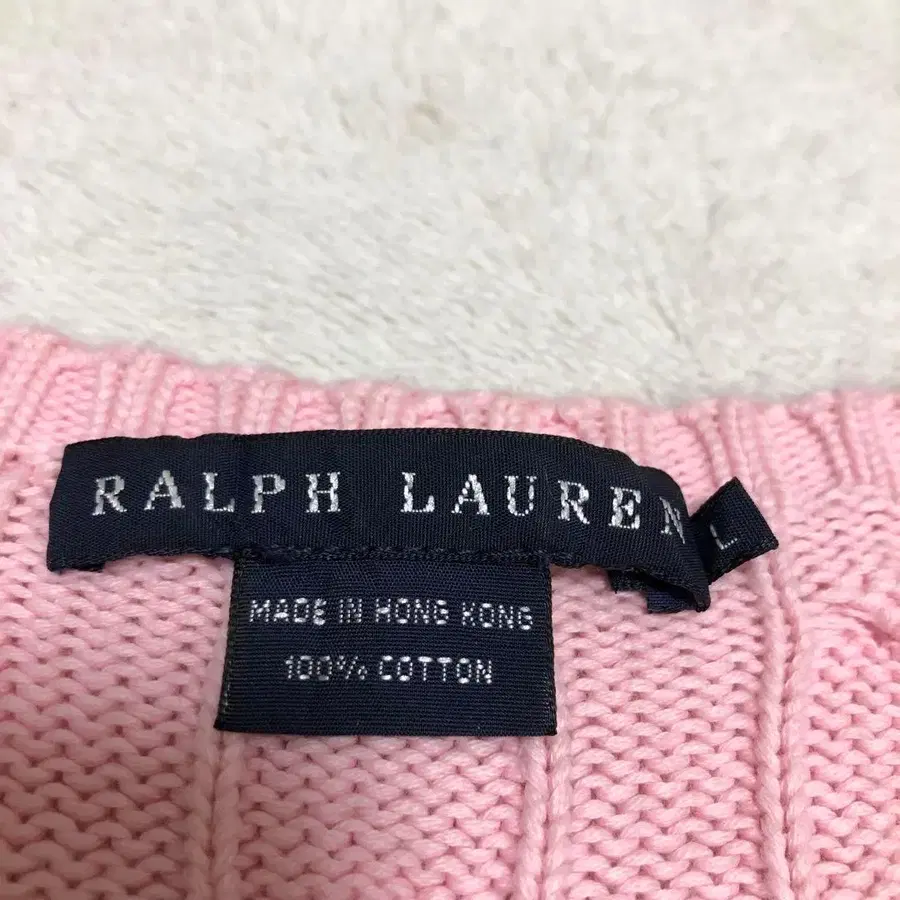 RALPH LAUREN
L
MADE IN HONG KONG
100% COTTON